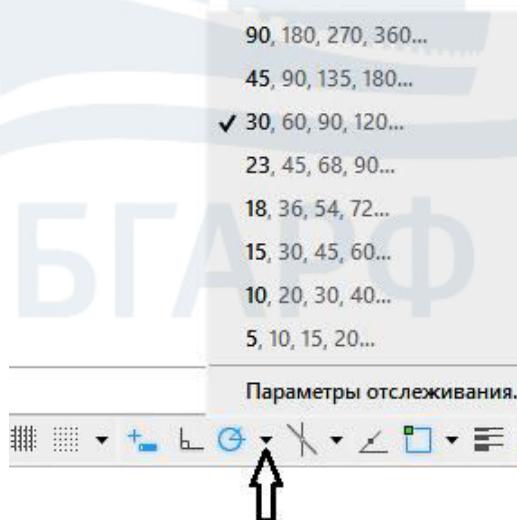 90, 180, 270, 360...
45, 90, 135, 180...
30, 60, 90, 120...
23, 45, 68, 90...
18, 36, 54, 72...
15, 30, 45, 60...
10, 20, 30, 40...
5, 10, 15, 20...
БГАРФ
Параметры отслеживания.